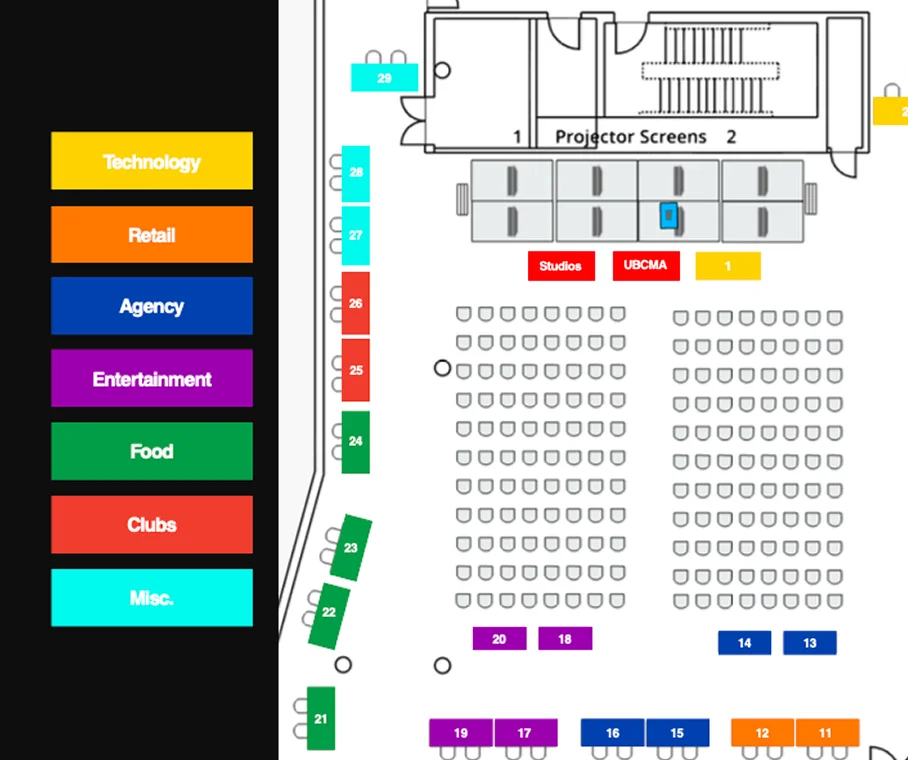 Technology
Retail
Agency
Entertainment
Food
Clubs
Misc.
29
1 Projector Screens 2
2
28
27
26
25
24
23
22
21
Studios
UBCMA
1
20
18
14
13
19
17
16
15
12
11